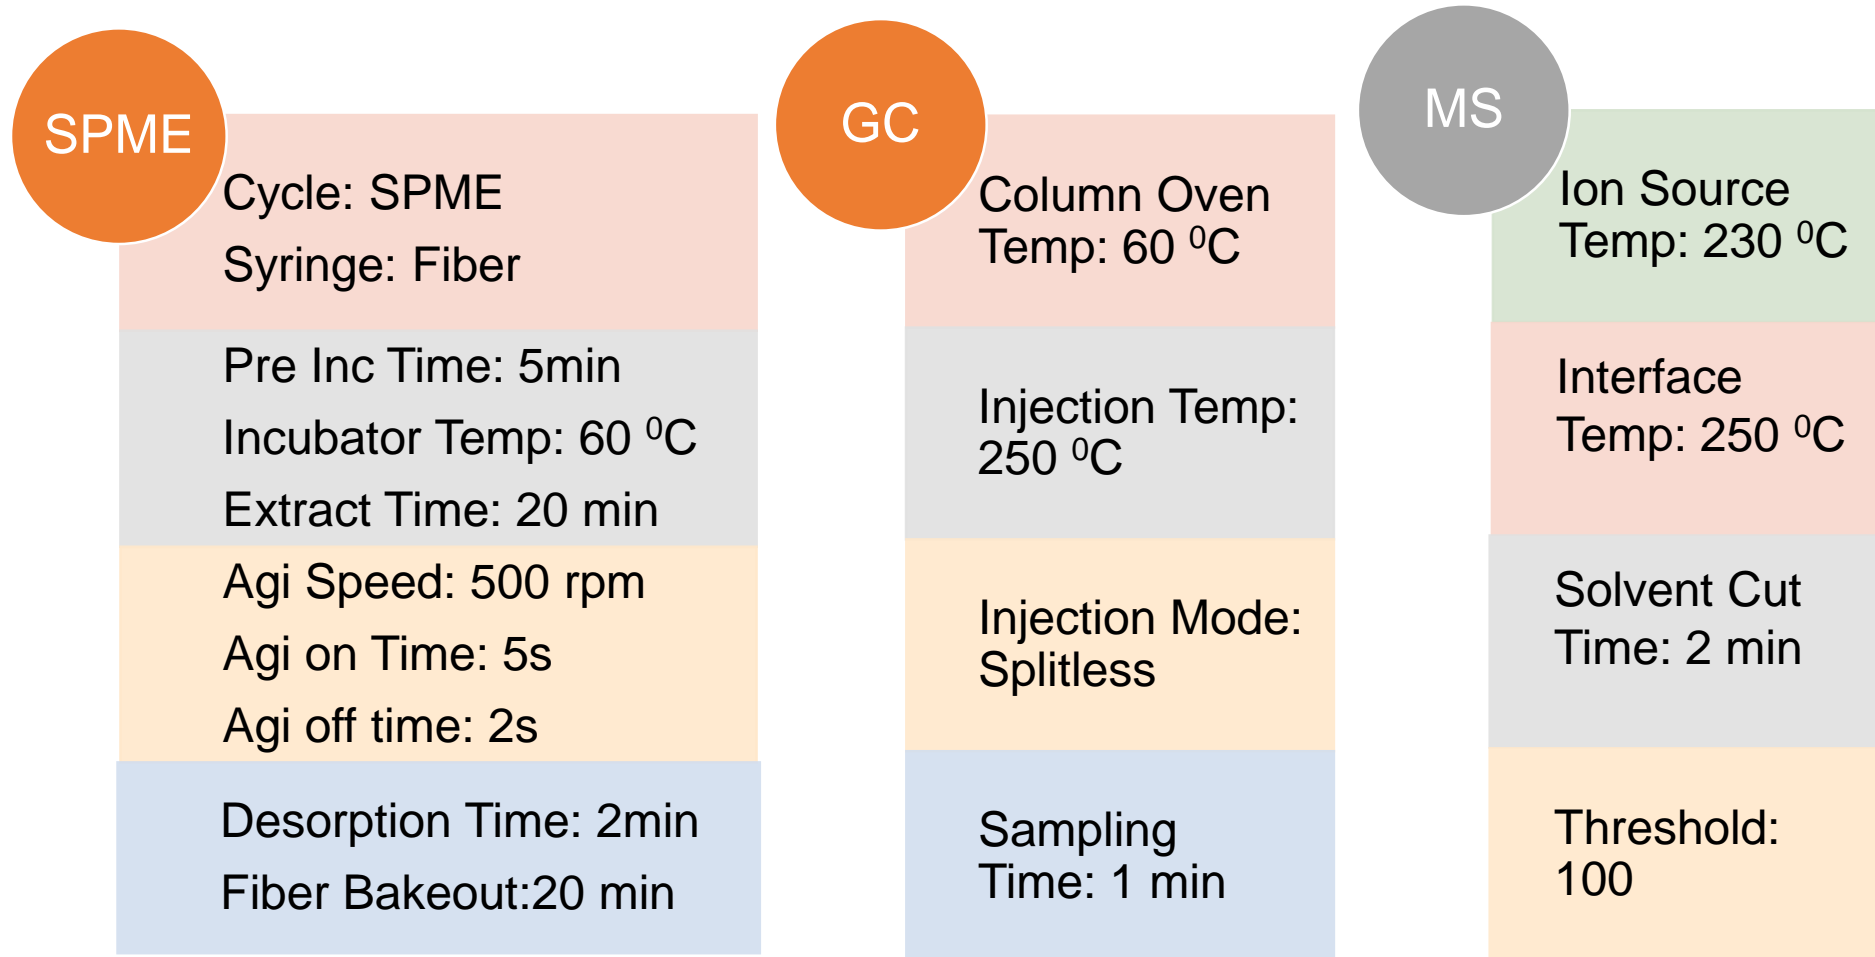 SPME
Cycle: SPME
Syringe: Fiber
Pre Inc Time: 5min
Incubator Temp: 60 ⁰C
Extract Time: 20 min
Agi Speed: 500 rpm
Agi on Time: 5s
Agi off time: 2s
Desorption Time: 2min
Fiber Bakeout:20 min
GC
Column Oven
Temp: 60 ⁰C
Injection Temp:
250 ⁰C
Injection Mode:
Splitless
Sampling
Time: 1 min
MS
Ion Source
Temp: 230 ⁰C
Interface
Temp: 250 ⁰C
Solvent Cut
Time: 2 min
Threshold:
100